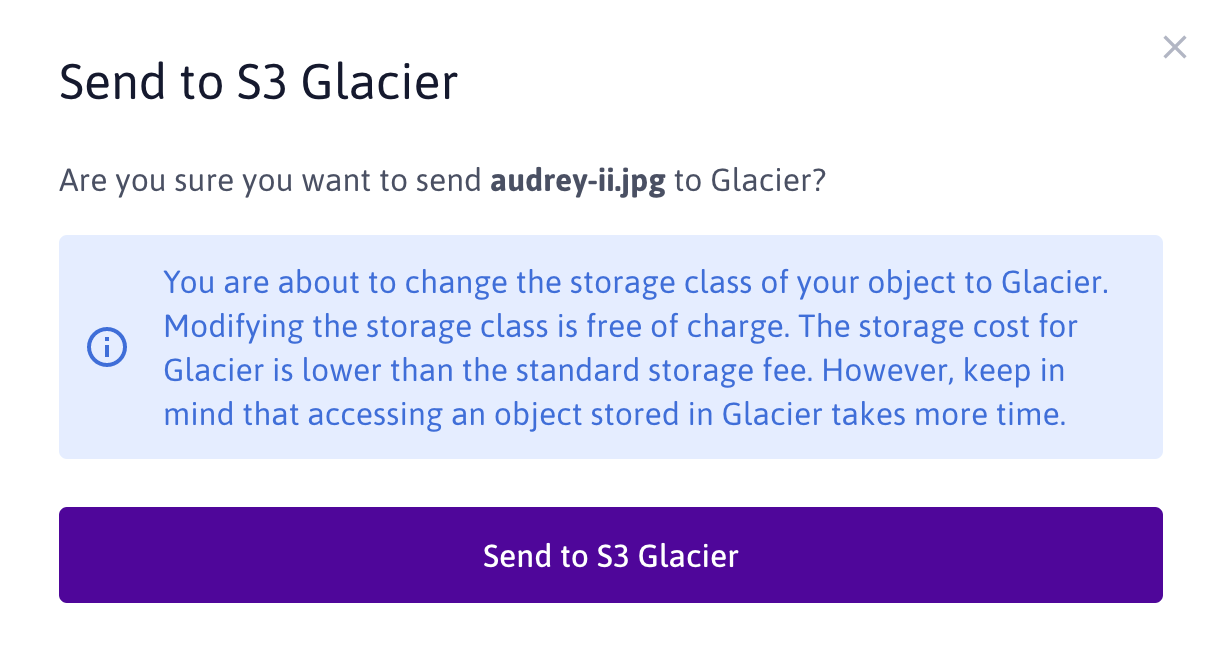 Send to S3 Glacier
Are you sure you want to send audrey-ii.jpg to Glacier?
You are about to change the storage class of your object to Glacier.
Modifying the storage class is free of charge. The storage cost for
Glacier is lower than the standard storage fee. However, keep in
mind that accessing an object stored in Glacier takes more time.
Send to S3 Glacier